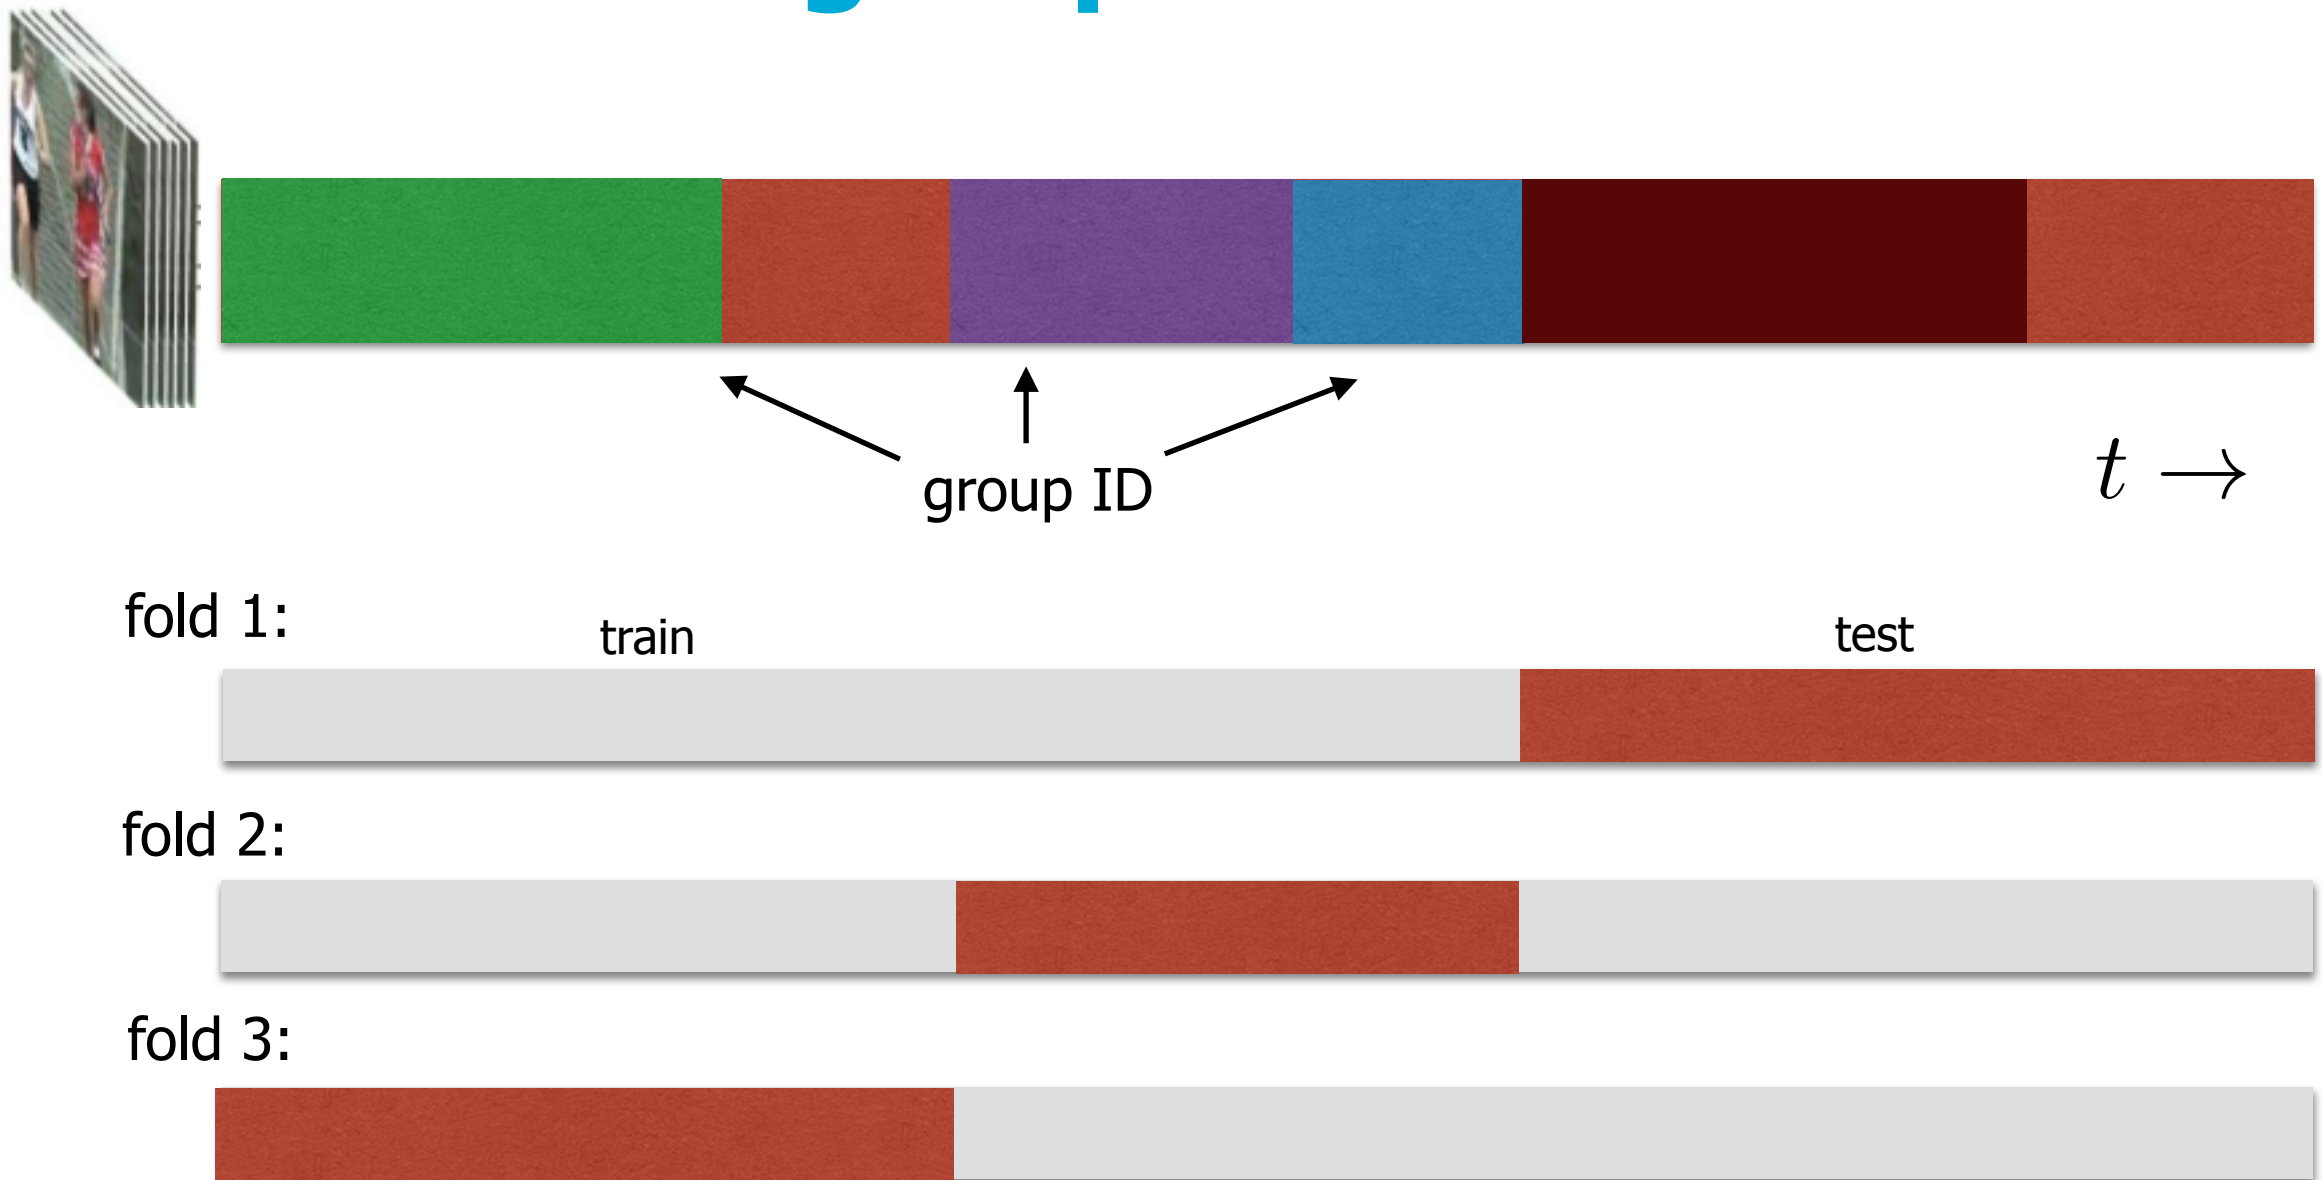 group ID
t →
fold 1:
train
test
fold 2:
fold 3: